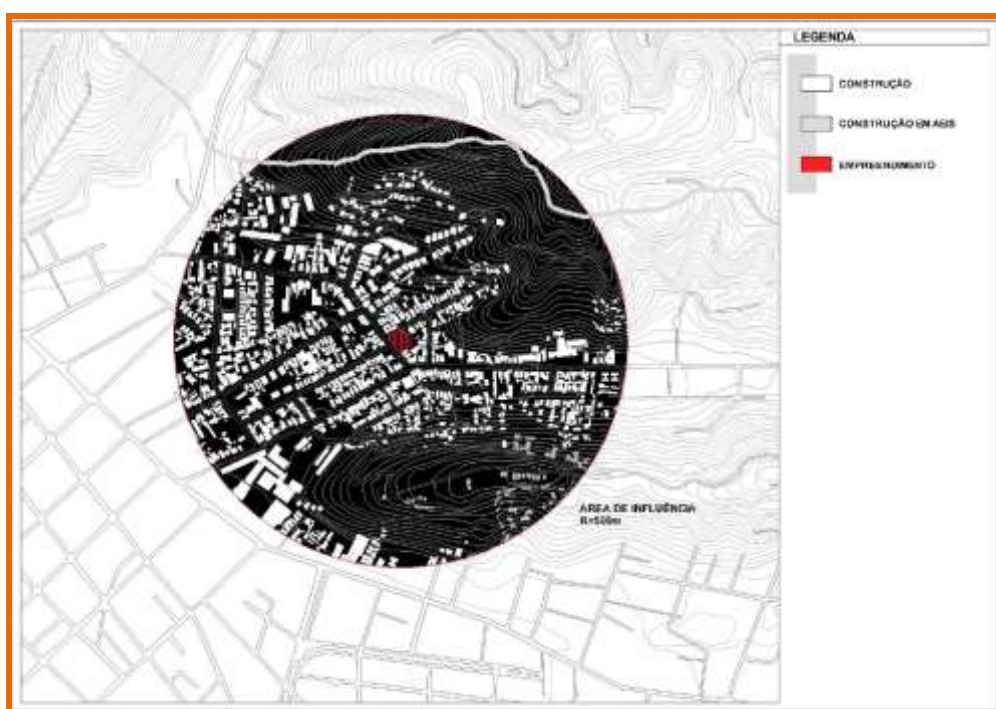 LEGENDA
CONSTRUÇÃO
CONSTRUÇÃO EM AEIS
EMPREENDIMENTO
ÁREA DE INFLUÊNCIA
R=500m